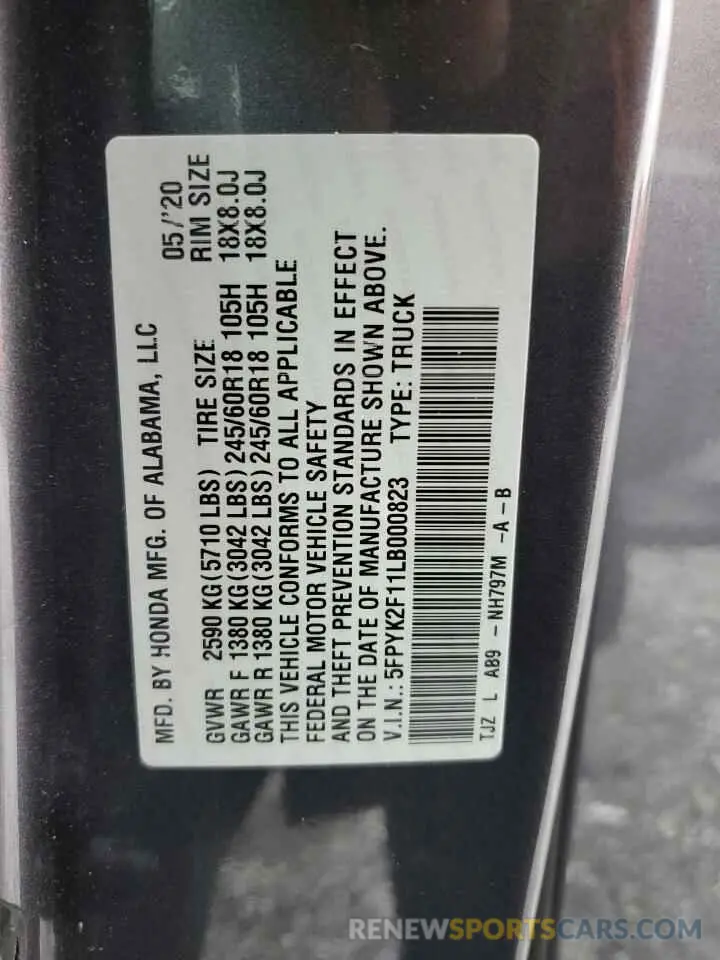 MFD. BY HONDA MFG. OF ALABAMA, LLC 05/'20
GVWR 2590 KG(5710 LBS) TIRE SIZE RIM SIZE
GAWR F 1380 KG(3042 LBS) 245/60R18 105H 18X8.0J
GAWR R 1380 KG(3042 LBS) 245/60R18 105H 18X8.0J
THIS VEHICLE CONFORMS TO ALL APPLICABLE
FEDERAL MOTOR VEHICLE SAFETY
AND THEFT PREVENTION STANDARDS IN EFFECT
ON THE DATE OF MANUFACTURE SHOWN ABOVE.
V.I.N.: 5FPYK2F11LB000823 TYPE: TRUCK
TJZ L AB9 - NH797M -A-B
RENEWSPORTSCARS.COM